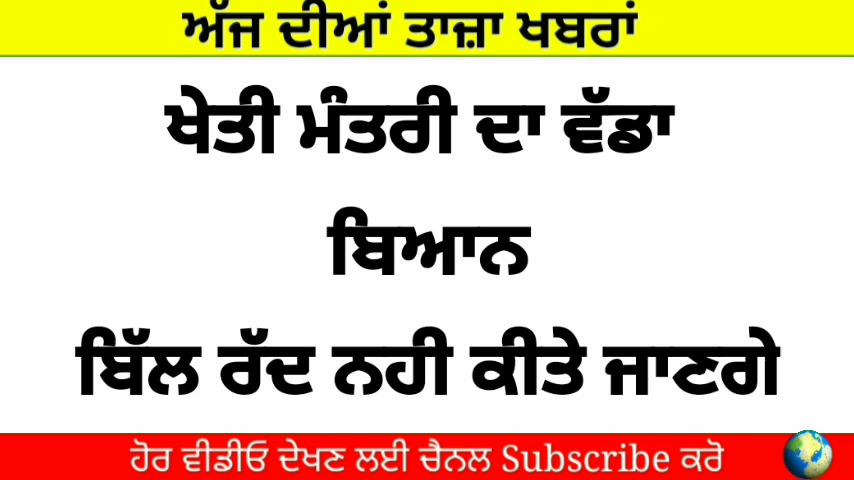 ਅੱਜ ਦੀਆਂ ਤਾਜ਼ਾ ਖਬਰਾਂ
ਖੇਤੀ ਮੰਤਰੀ ਦਾ ਵੱਡਾ
ਬਿਆਨ
ਬਿੱਲ ਰੱਦ ਨਹੀ ਕੀਤੇ ਜਾਣਗੇ
ਹੋਰ ਵੀਡੀਓ ਦੇਖਣ ਲਈ ਚੈਨਲ Subscribe ਕਰੋ